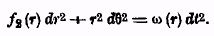 f₂(r) dr² + r² dθ² = ω(r) dt².